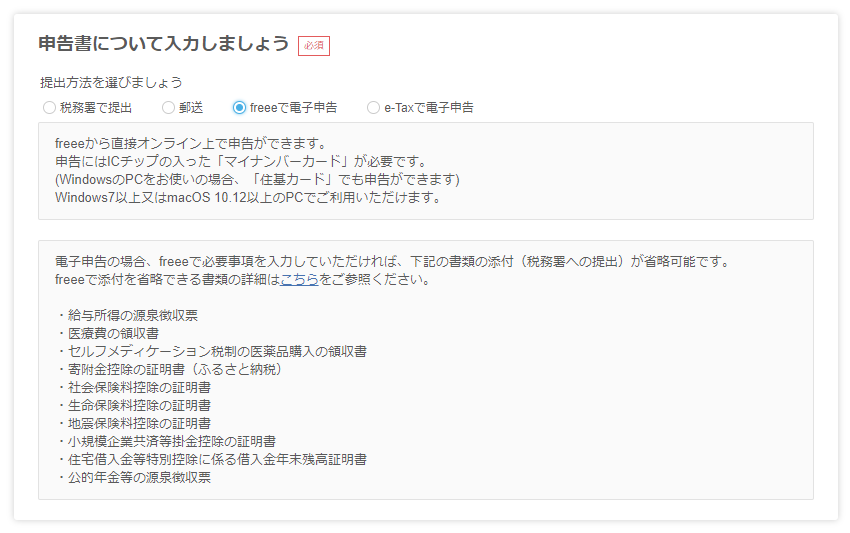 申告書について入力しましょう 必須
提出方法を選びましょう
税務署で提出 郵送 freeeで電子申告 e-Taxで電子申告
freeeから直接オンライン上で申告ができます。
申告にはICチップの入った「マイナンバーカード」が必要です。
(WindowsのPCをお使いの場合、「住基カード」でも申告ができます)
Windows7以上又はmacOS 10.12以上のPCでご利用いただけます。
電子申告の場合、freeeで必要事項を入力していただければ、下記の書類の添付（税務署への提出）が省略可能です。
freeeで添付を省略できる書類の詳細はこちらをご参照ください。
・給与所得の源泉徴収票
・医療費の領収書
・セルフメディケーション税制の医薬品購入の領収書
・寄附金控除の証明書（ふるさと納税）
・社会保険料控除の証明書
・生命保険料控除の証明書
・地震保険料控除の証明書
・小規模企業共済等掛金控除の証明書
・住宅借入金等特別控除に係る借入金年末残高証明書
・公的年金等の源泉徴収票